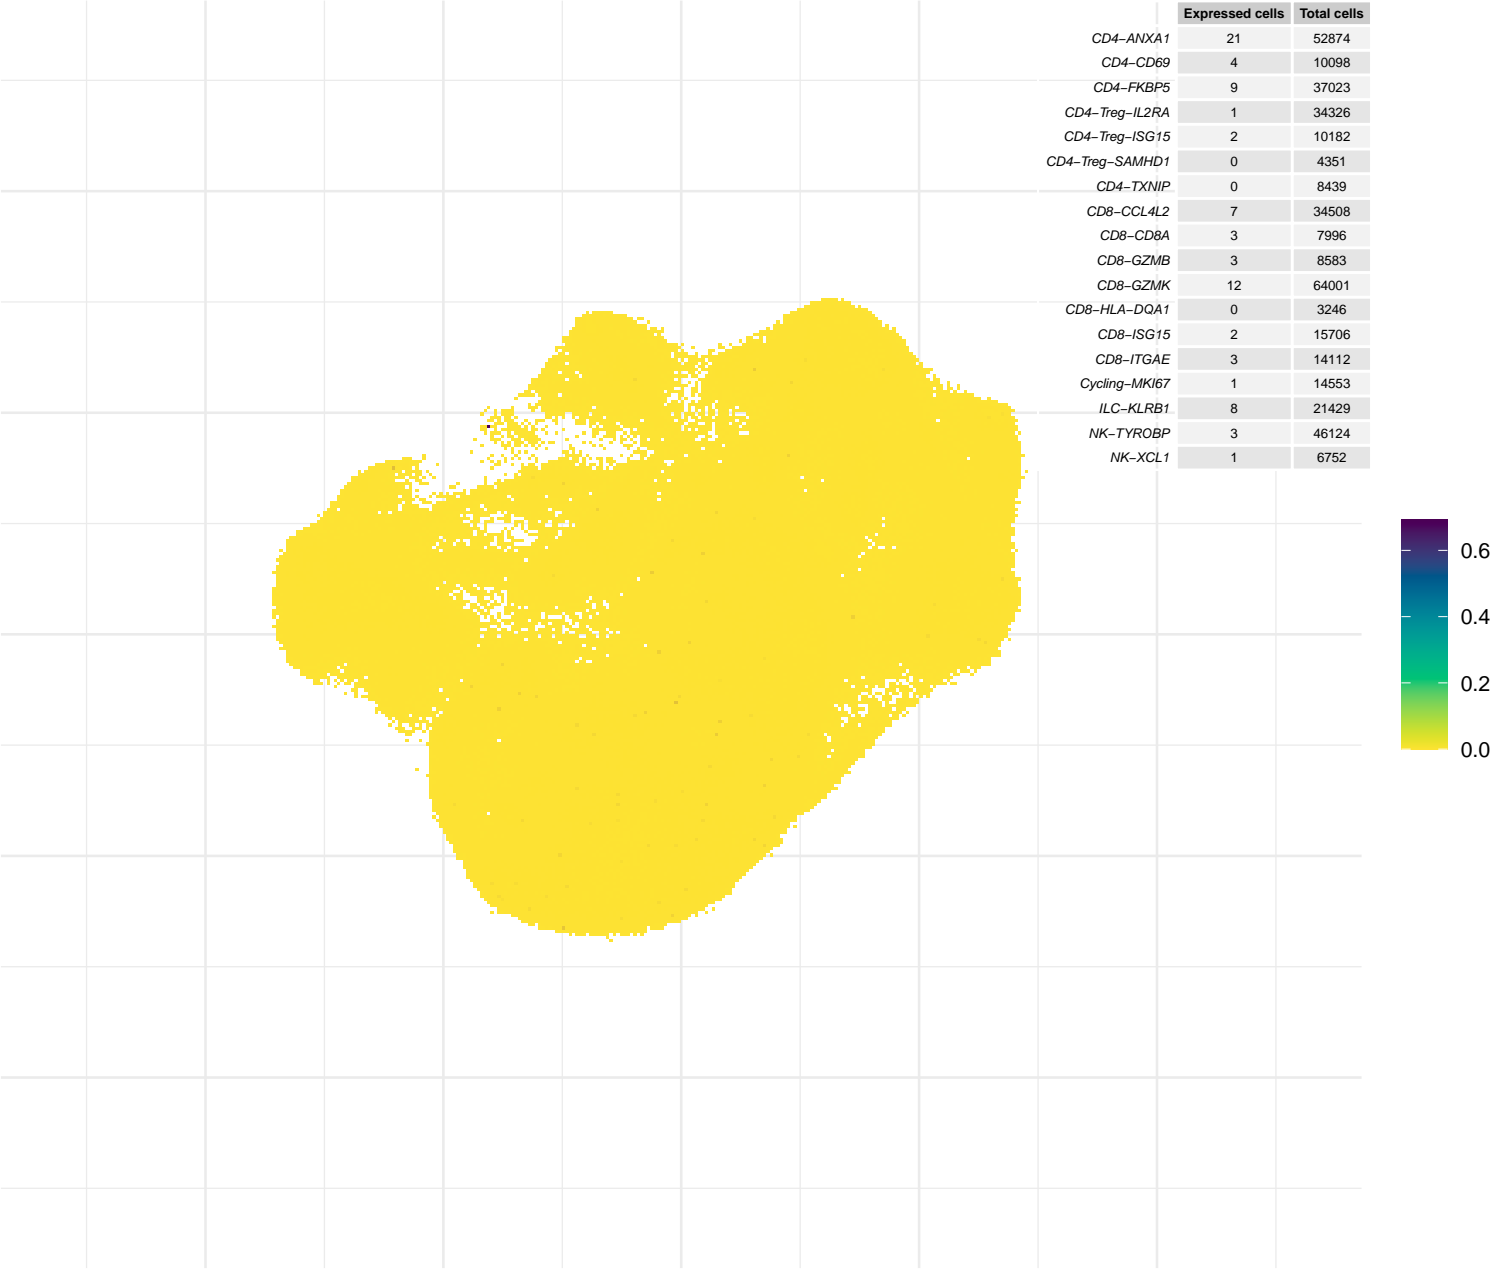 Expressed cells Total cells
CD4−ANXA1 21 52874
CD4−CD69 4 10098
CD4−FKBP5 9 37023
CD4−Treg−IL2RA 1 34326
CD4−Treg−ISG15 2 10182
CD4−Treg−SAMHD1 0 4351
CD4−TXNIP 0 8439
CD8−CCL4L2 7 34508
CD8−CD8A 3 7996
CD8−GZMB 3 8583
CD8−GZMK 12 64001
CD8−HLA−DQA1 0 3246
CD8−ISG15 2 15706
CD8−ITGAE 3 14112
Cycling−MKI67 1 14553
ILC−KLRB1 8 21429
NK−TYROBP 3 46124
NK−XCL1 1 6752
0.6
0.4
0.2
0.0